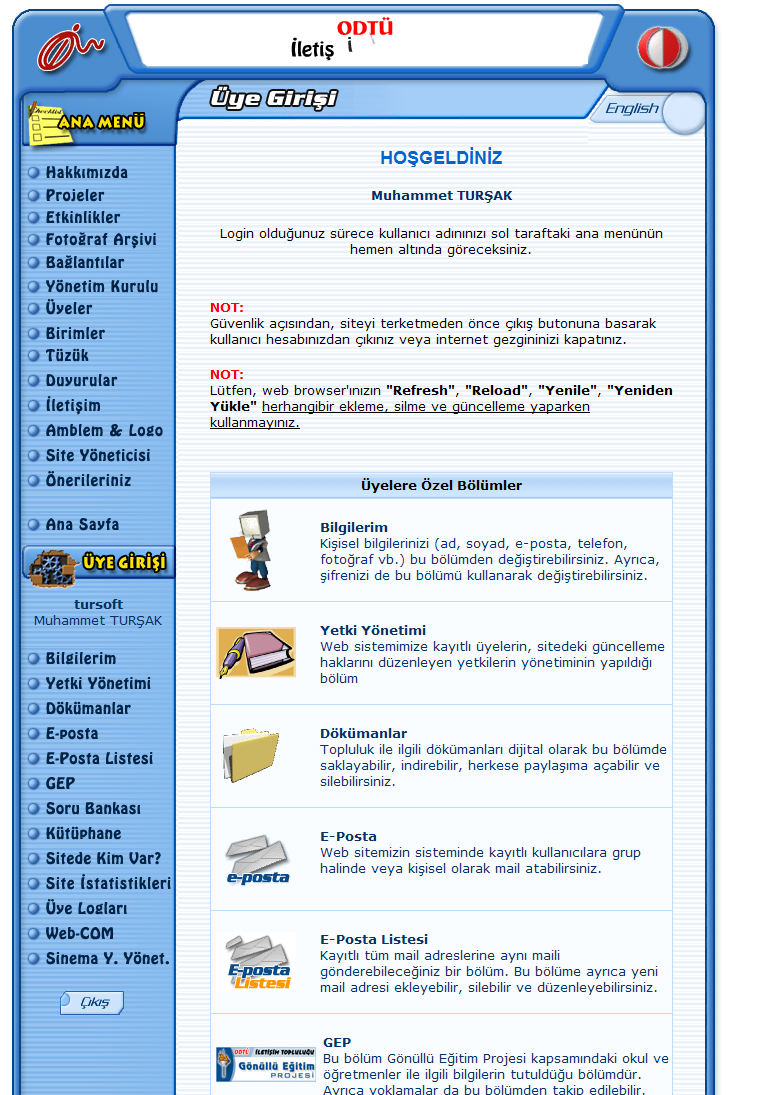 ODTÜ
İletiş i
Üye Girişi
English
ANA MENÜ
Hakkımızda
Projeler
Etkinlikler
Fotoğraf Arşivi
Bağlantılar
Yönetim Kurulu
Üyeler
Birimler
Tüzük
Duyurular
İletişim
Amblem & Logo
Site Yöneticisi
Önerileriniz
Ana Sayfa
ÜYE GİRİŞİ
tursoft
Muhammet TURŞAK
Bilgilerim
Yetki Yönetimi
Dökümanlar
E-posta
E-Posta Listesi
GEP
Soru Bankası
Kütüphane
Sitede Kim Var?
Site İstatistikleri
Üye Logları
Web-COM
Sinema Y. Yönet.
Çıkış
HOŞGELDİNİZ
Muhammet TURŞAK
Login olduğunuz sürece kullanıcı adınınızı sol taraftaki ana menünün
hemen altında göreceksiniz.
NOT:
Güvenlik açısından, siteyi terketmeden önce çıkış butonuna basarak
kullanıcı hesabınızdan çıkınız veya internet gezgininizi kapatınız.
NOT:
Lütfen, web browser'ınızın "Refresh", "Reload", "Yenile", "Yeniden
Yükle" herhangibir ekleme, silme ve güncelleme yaparken
kullanmayınız.
Üyelere Özel Bölümler
Bilgilerim
Kişisel bilgilerinizi (ad, soyad, e-posta, telefon,
fotoğraf vb.) bu bölümden değiştirebilirsiniz. Ayrıca,
şifrenizi de bu bölümü kullanarak değiştirebilirsiniz.
Yetki Yönetimi
Web sistemimize kayıtlı üyelerin, sitedeki güncelleme
haklarını düzenleyen yetkilerin yönetiminin yapıldığı
bölüm
Dökümanlar
Topluluk ile ilgili dökümanları dijital olarak bu bölümde
saklayabilir, indirebilir, herkese paylaşıma açabilir ve
silebilirsiniz.
e-posta
E-Posta
Web sitemizin sisteminde kayıtlı kullanıcılara grup
halinde veya kişisel olarak mail atabilirsiniz.
E-posta
Listesi
E-Posta Listesi
Kayıtlı tüm mail adreslerine aynı maili
gönderebileceğiniz bir bölüm. Bu bölüme ayrıca yeni
mail adresi ekleyebilir, silebilir ve düzenleyebilirsiniz.
ODTÜ İLETİŞİM TOPLULUĞU
Gönüllü Eğitim
PROJESİ
GEP
Bu bölüm Gönüllü Eğitim Projesi kapsamındaki okul ve
öğretmenler ile ilgili bilgilerin tutulduğu bölümdür.
Ayrıca yoklamalar da bu bölümden takip edilebilir.